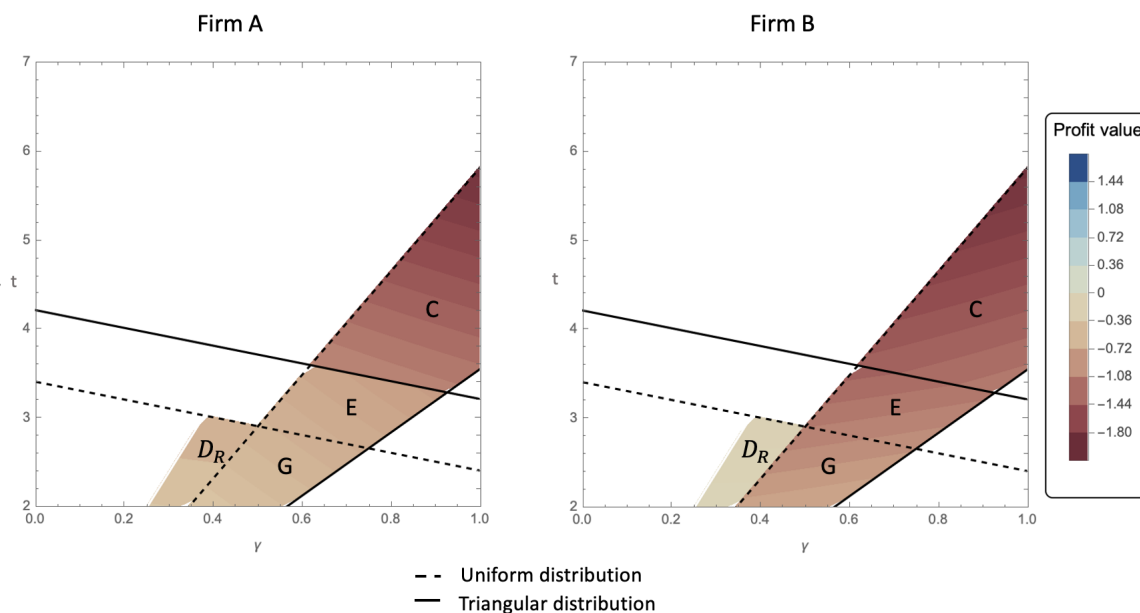 Firm A
Firm B
7
6
5
4
3
2
t
0.0 0.2 0.4 0.6 0.8 1.0
γ
C
E
G
D_R
7
6
5
4
3
2
t
0.0 0.2 0.4 0.6 0.8 1.0
γ
C
E
G
D_R
Profit value
1.44
1.08
0.72
0.36
0
−0.36
−0.72
−1.08
−1.44
−1.80
Uniform distribution
Triangular distribution